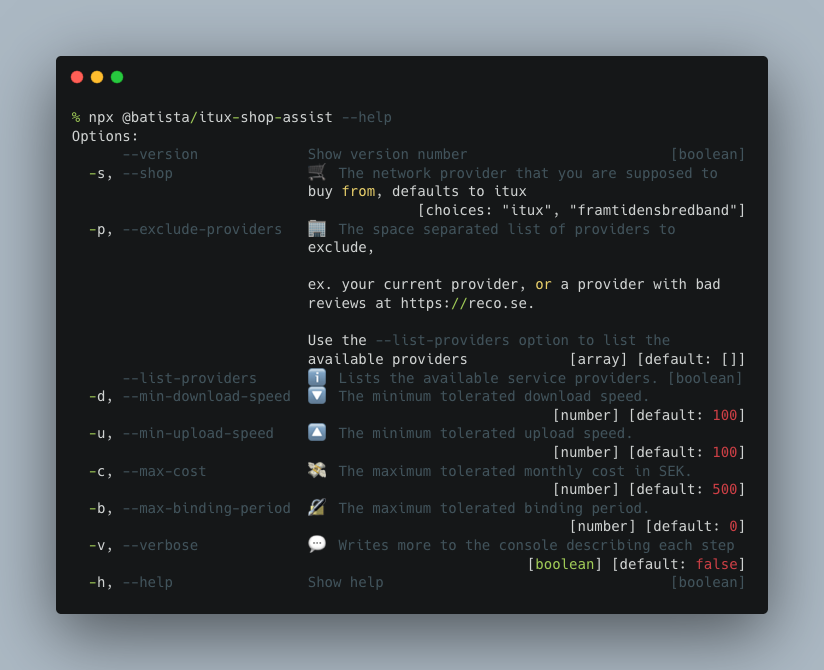 % npx @batista/itux-shop-assist --help
Options:
--version Show version number [boolean]
-s, --shop 🛒 The network provider that you are supposed to
buy from, defaults to itux
[choices: "itux", "framtidensbredband"]
-p, --exclude-providers 🏢 The space separated list of providers to
exclude,
ex. your current provider, or a provider with bad
reviews at https://reco.se.
Use the --list-providers option to list the
available providers [array] [default: []]
--list-providers ℹ️ Lists the available service providers. [boolean]
-d, --min-download-speed 🔽 The minimum tolerated download speed.
[number] [default: 100]
-u, --min-upload-speed 🔼 The minimum tolerated upload speed.
[number] [default: 100]
-c, --max-cost 💸 The maximum tolerated monthly cost in SEK.
[number] [default: 500]
-b, --max-binding-period 🔏 The maximum tolerated binding period.
[number] [default: 0]
-v, --verbose 💬 Writes more to the console describing each step
[boolean] [default: false]
-h, --help Show help [boolean]